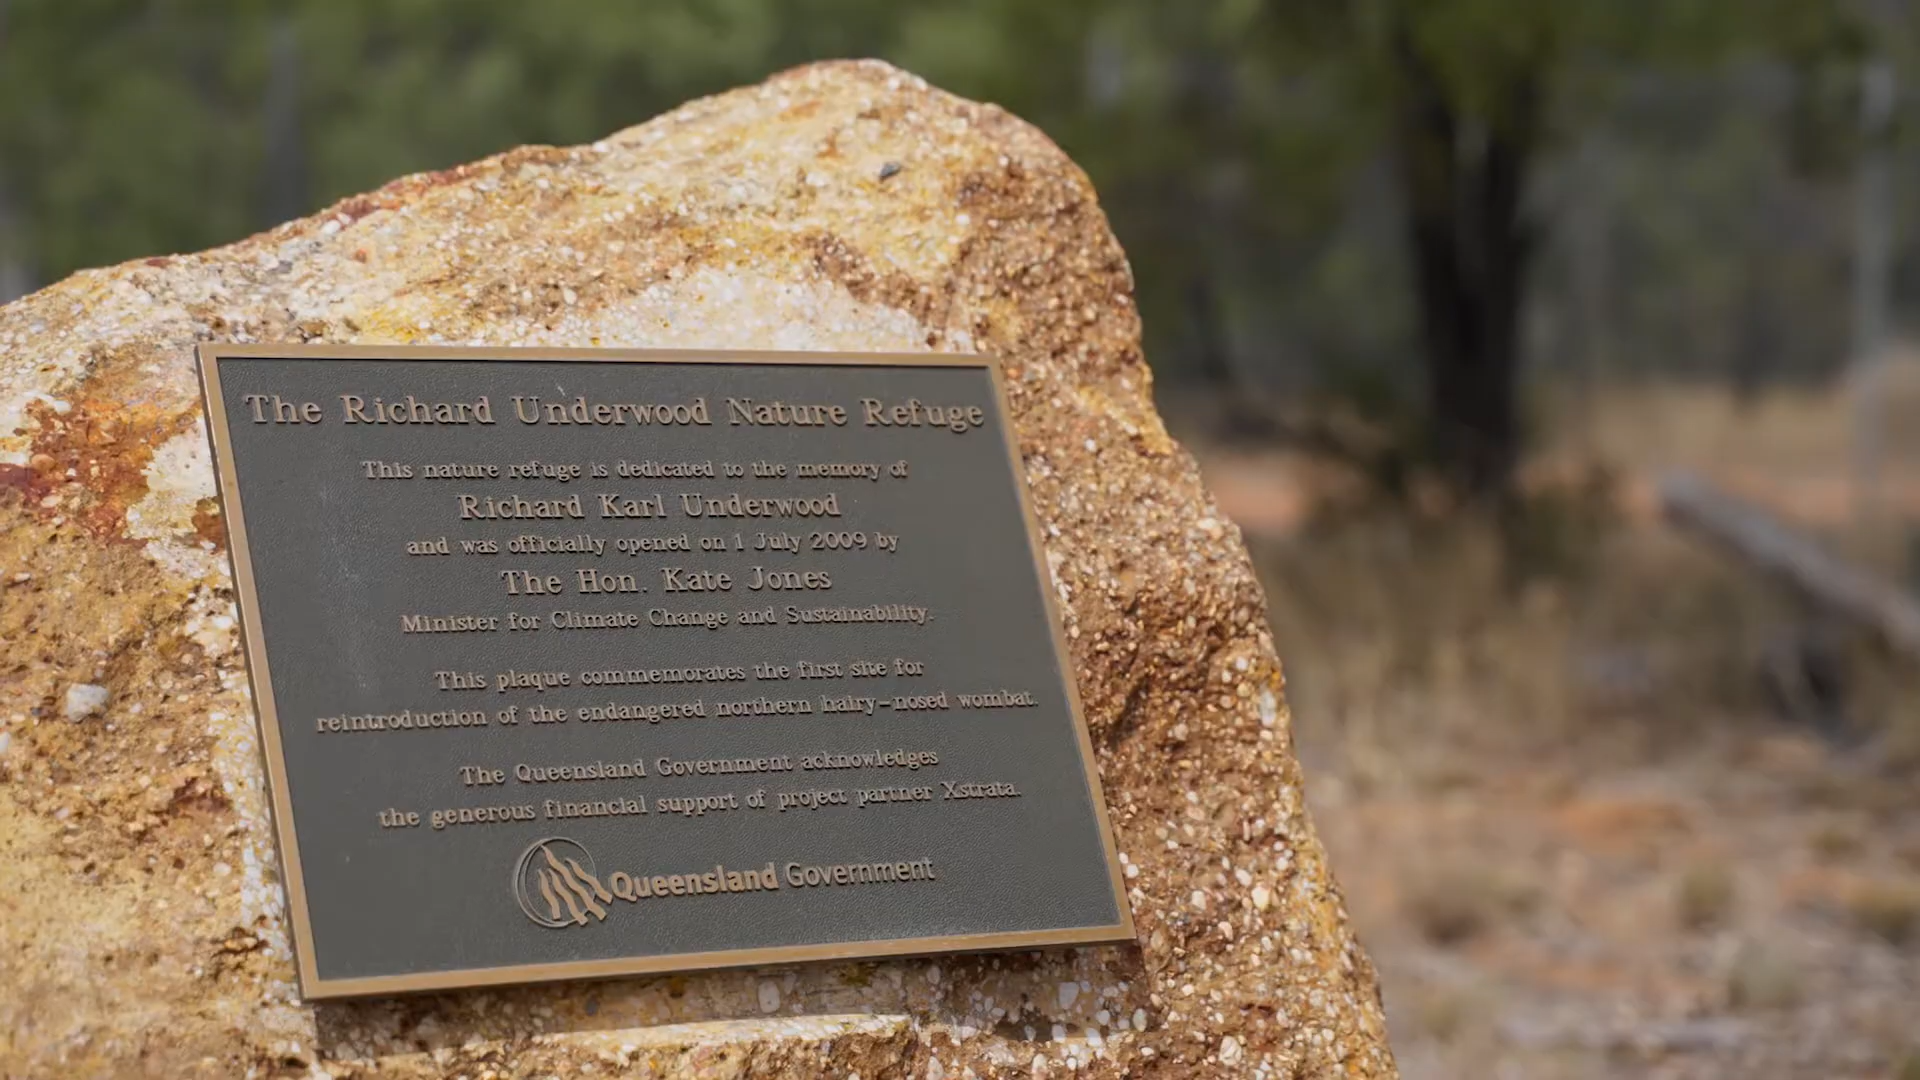 The Richard Underwood Nature Refuge
This nature refuge is dedicated to the memory of
Richard Karl Underwood
and was officially opened on 1 July 2009 by
The Hon. Kate Jones
Minister for Climate Change and Sustainability.
This plaque commemorates the first site for
reintroduction of the endangered northern hairy-nosed wombat.
The Queensland Government acknowledges
the generous financial support of project partner Xstrata.
Queensland Government